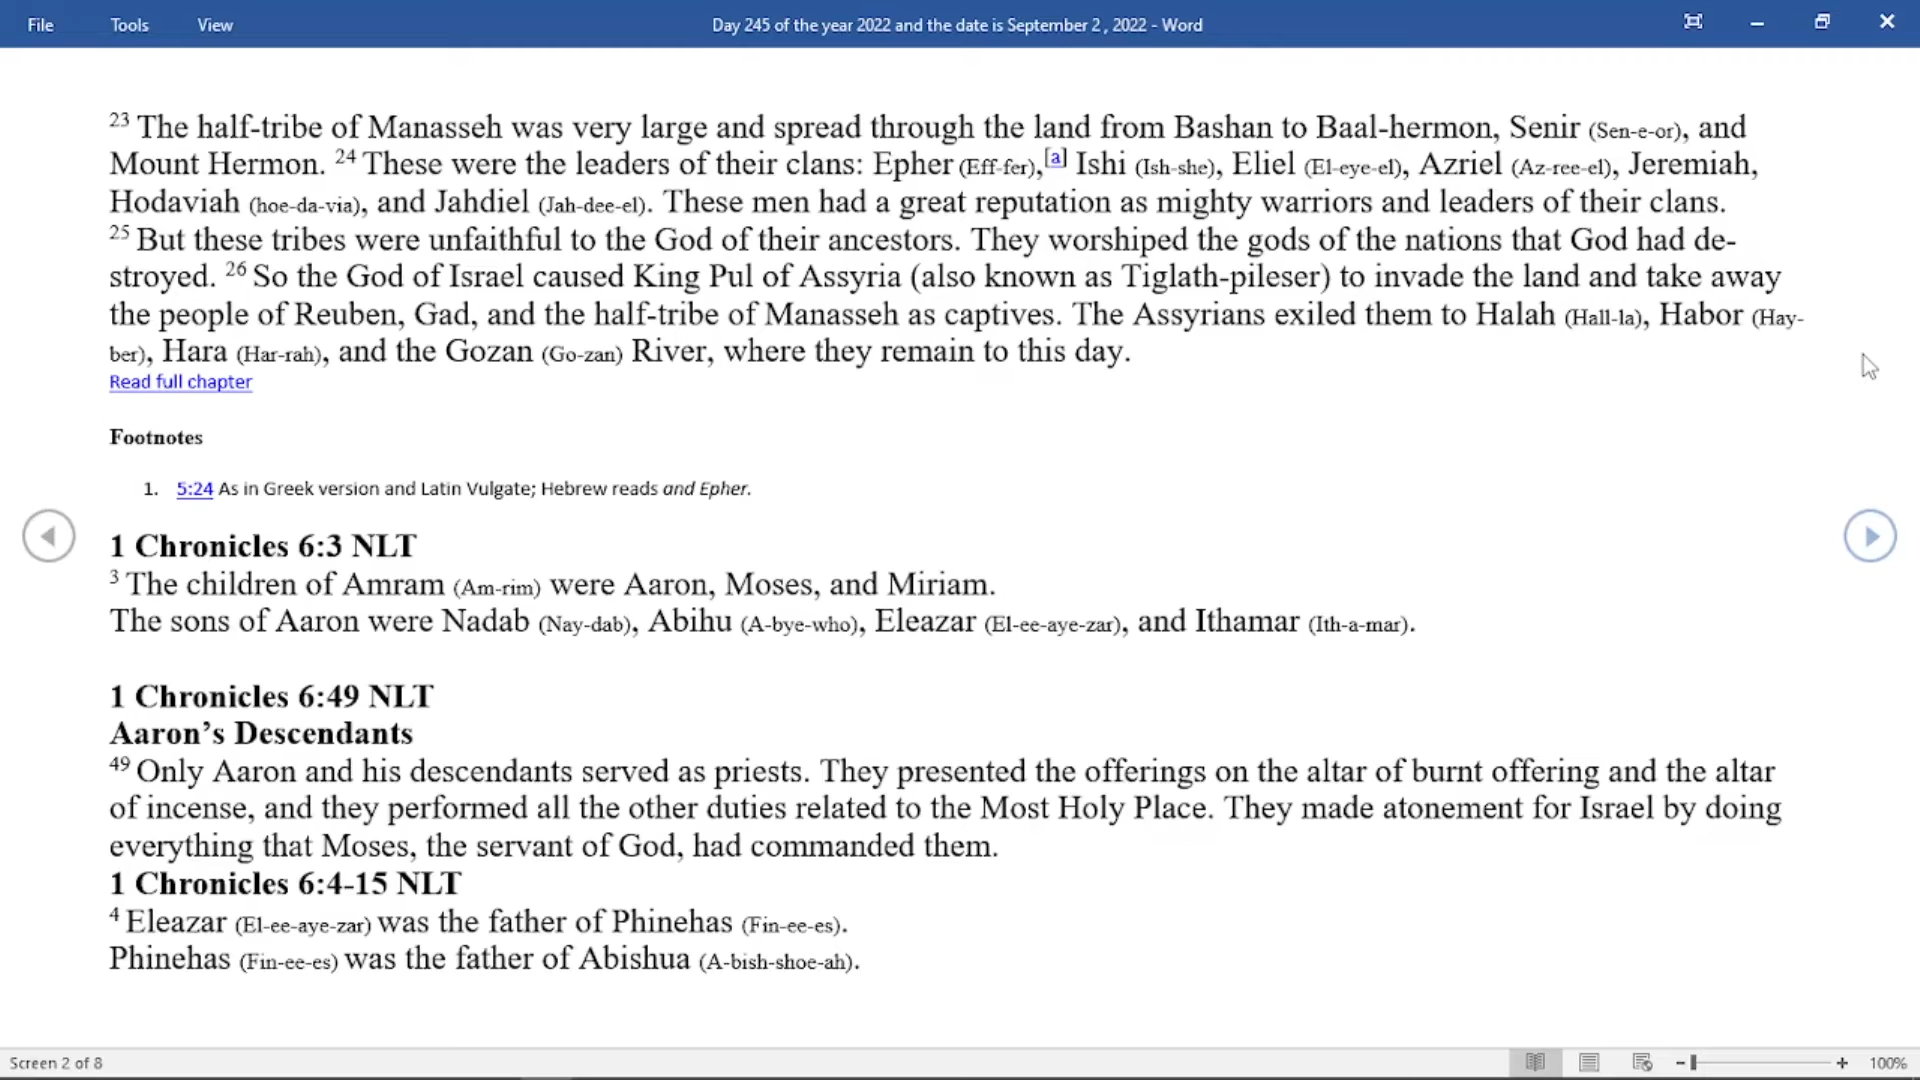 File Tools View Day 245 of the year 2022 and the date is September 2 , 2022 - Word
23 The half-tribe of Manasseh was very large and spread through the land from Bashan to Baal-hermon, Senir (Sen-e-or), and
Mount Hermon. 24 These were the leaders of their clans: Epher (Eff-fer),[a] Ishi (Ish-she), Eliel (El-eye-el), Azriel (Az-ree-el), Jeremiah,
Hodaviah (hoe-da-via), and Jahdiel (Jah-dee-el). These men had a great reputation as mighty warriors and leaders of their clans.
25 But these tribes were unfaithful to the God of their ancestors. They worshiped the gods of the nations that God had de-
stroyed. 26 So the God of Israel caused King Pul of Assyria (also known as Tiglath-pileser) to invade the land and take away
the people of Reuben, Gad, and the half-tribe of Manasseh as captives. The Assyrians exiled them to Halah (Hall-la), Habor (Hay-
ber), Hara (Har-rah), and the Gozan (Go-zan) River, where they remain to this day.
Read full chapter
Footnotes
1. 5:24 As in Greek version and Latin Vulgate; Hebrew reads and Epher.
1 Chronicles 6:3 NLT
3 The children of Amram (Am-rim) were Aaron, Moses, and Miriam.
The sons of Aaron were Nadab (Nay-dab), Abihu (A-bye-who), Eleazar (El-ee-aye-zar), and Ithamar (Ith-a-mar).
1 Chronicles 6:49 NLT
Aaron’s Descendants
49 Only Aaron and his descendants served as priests. They presented the offerings on the altar of burnt offering and the altar
of incense, and they performed all the other duties related to the Most Holy Place. They made atonement for Israel by doing
everything that Moses, the servant of God, had commanded them.
1 Chronicles 6:4-15 NLT
4 Eleazar (El-ee-aye-zar) was the father of Phinehas (Fin-ee-es).
Phinehas (Fin-ee-es) was the father of Abishua (A-bish-shoe-ah).
Screen 2 of 8 100%